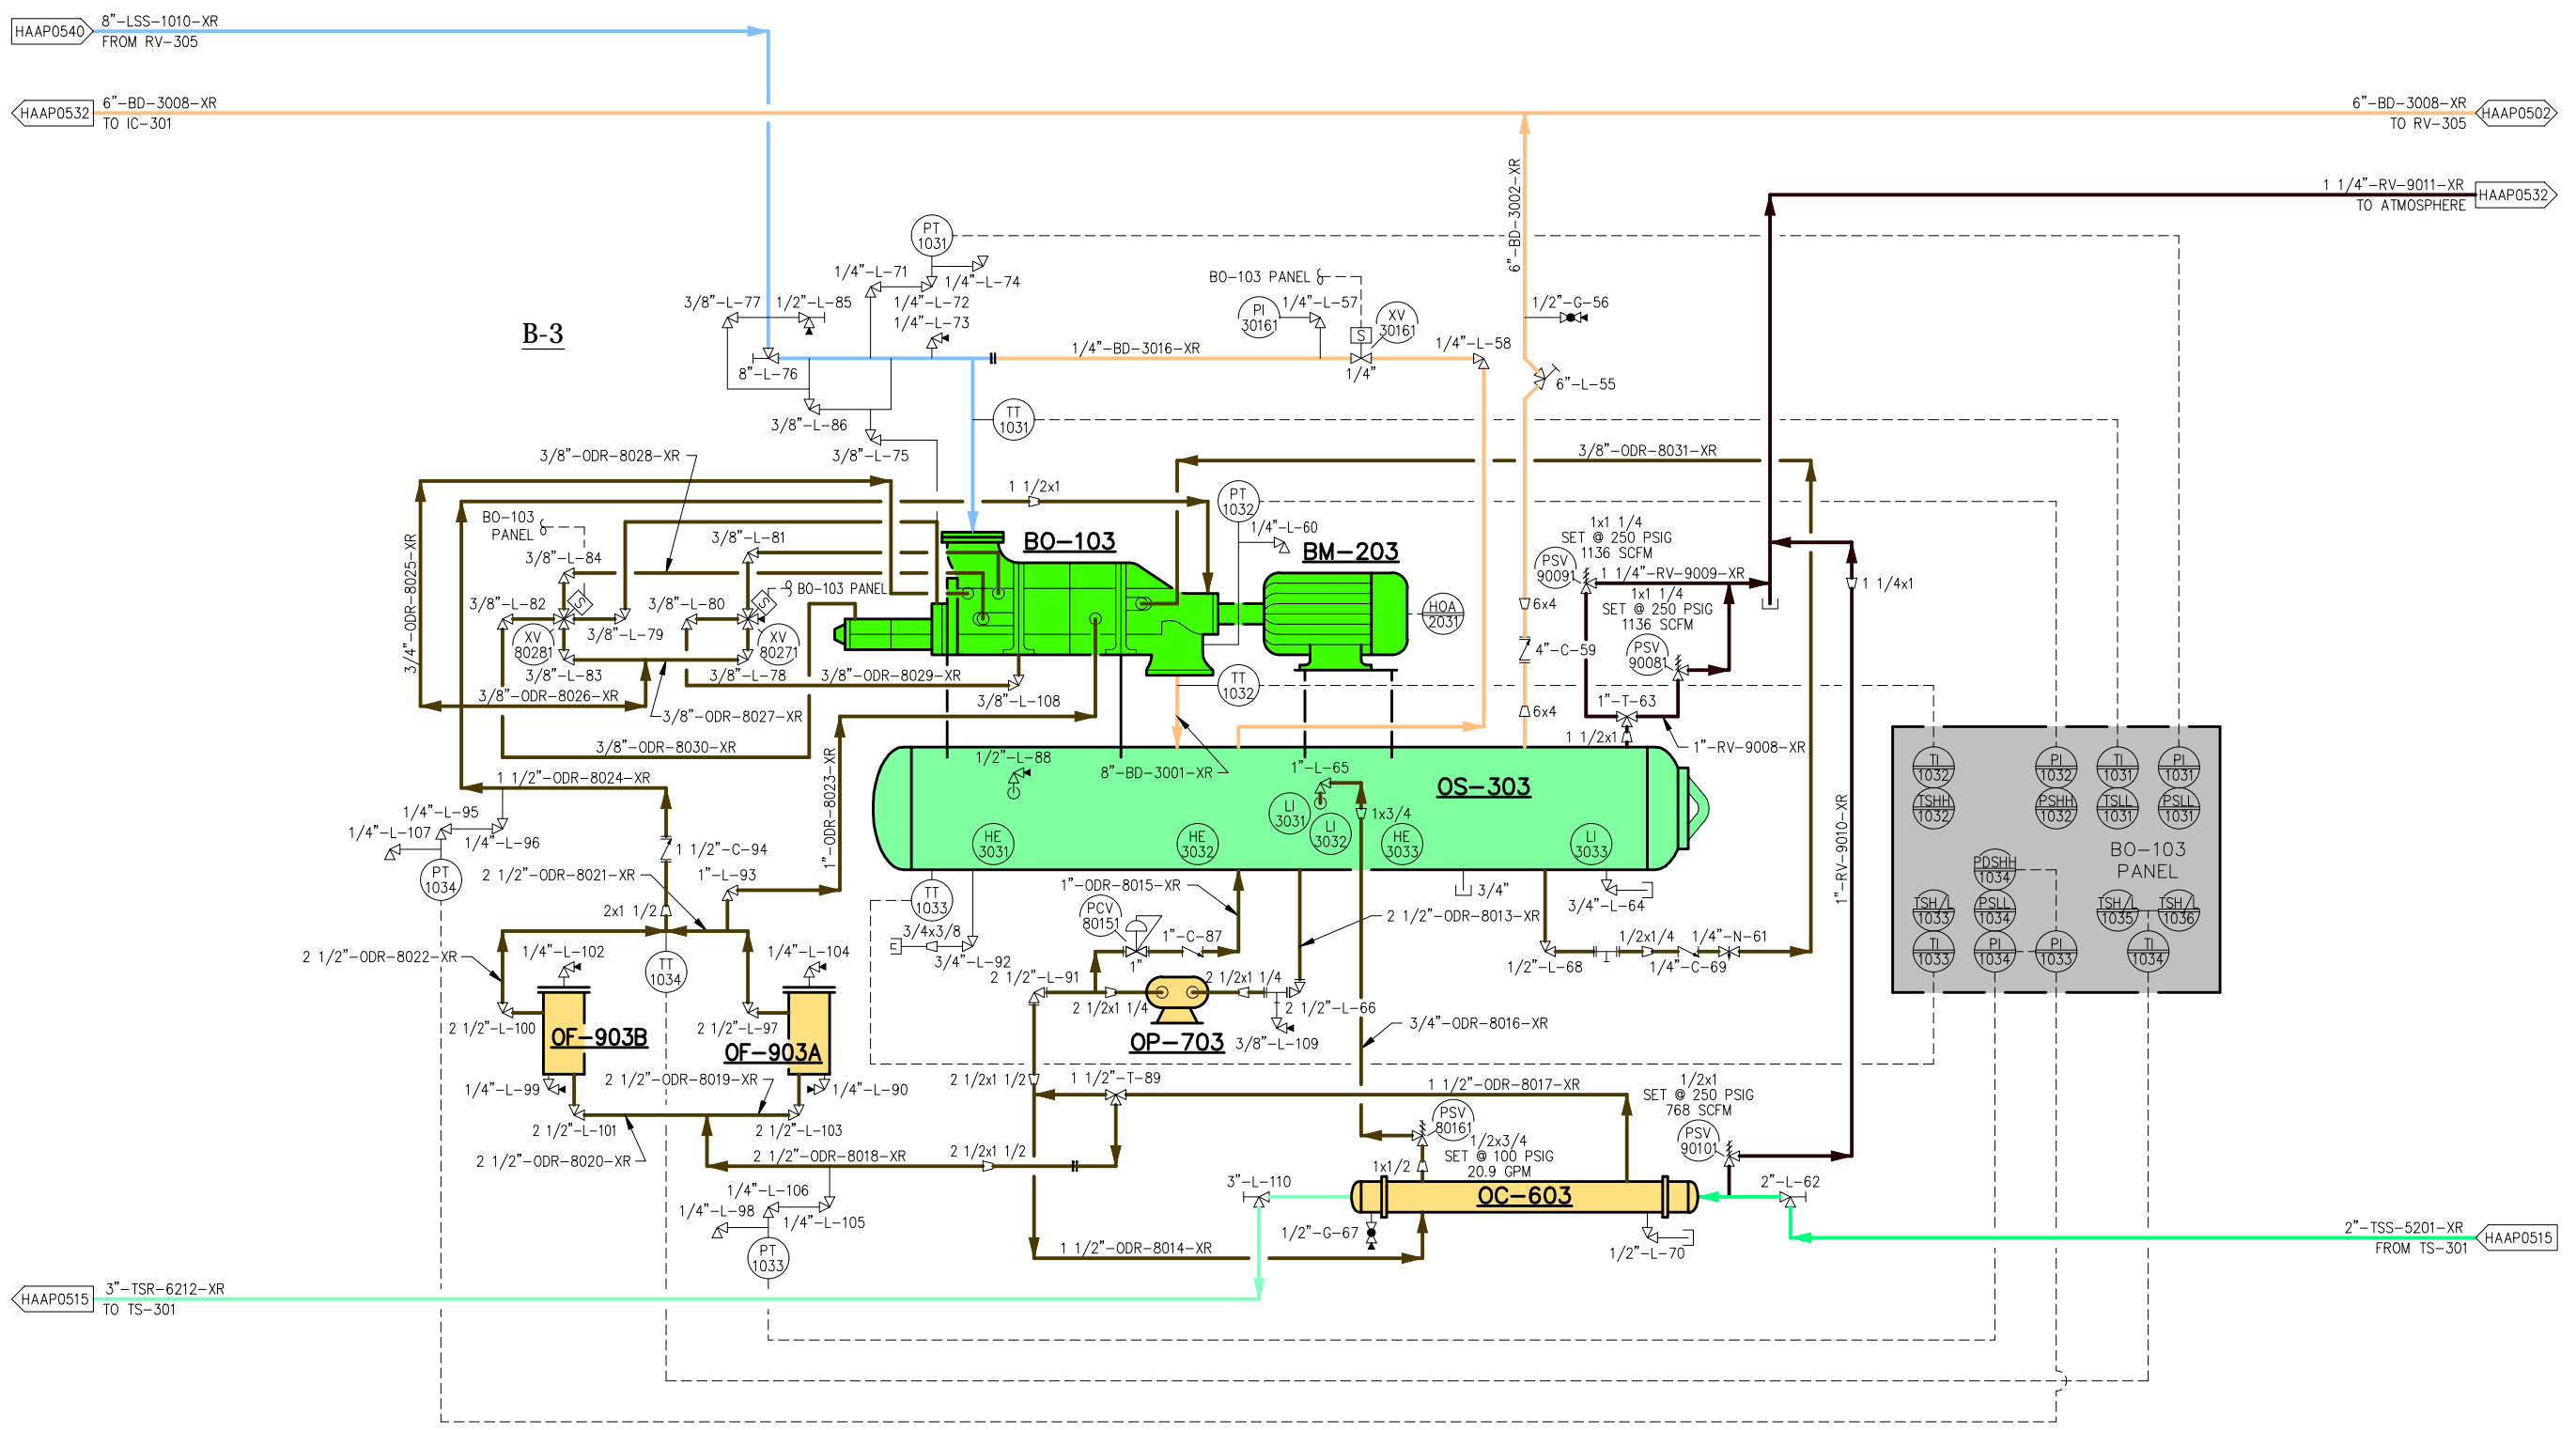 8"-LSS-1010-XR
HAAP0540
FROM RV-305
6"-BD-3008-XR
HAAP0532
TO IC-301
6"-BD-3008-XR
HAAP0502
TO RV-305
1 1/4"-RV-9011-XR
HAAP0532
TO ATMOSPHERE
6"-BD-3002-XR
PT
1031
1/4"-L-71
1/4"-L-74
1/4"-L-72
1/4"-L-73
3/8"-L-77
1/2"-L-85
B-3
8"-L-76
3/8"-L-86
3/8"-L-75
BO-103 PANEL
PI
30161
1/4"-L-57
S
XV
30161
1/4"-BD-3016-XR
1/4"
1/4"-L-58
1/2"-G-56
6"-L-55
TT
1031
3/8"-ODR-8028-XR
3/8"-ODR-8031-XR
1 1/2x1
PT
1032
1/4"-L-60
BO-103
PANEL
3/8"-L-84
3/8"-L-81
S
S
BO-103 PANEL
3/8"-L-82
3/8"-L-80
XV
80281
3/8"-L-79
XV
80271
3/4"-ODR-8025-XR
3/8"-L-83
3/8"-L-78
3/8"-ODR-8029-XR
3/8"-ODR-8026-XR
3/8"-L-108
3/8"-ODR-8027-XR
3/8"-ODR-8030-XR
BO-103
BM-203
HOA
2031
TT
1032
8"-BD-3001-XR
6x4
4"-C-59
6x4
1x1 1/4
SET @ 250 PSIG
1136 SCFM
PSV
90091
1 1/4"-RV-9009-XR
1x1 1/4
SET @ 250 PSIG
1136 SCFM
PSV
90081
1"-T-63
1 1/2x1
1"-RV-9008-XR
1 1/4x1
1"-RV-9010-XR
1 1/2"-ODR-8024-XR
1/4"-L-95
1/4"-L-107
1/4"-L-96
PT
1034
1"-ODR-8023-XR
1 1/2"-C-94
2 1/2"-ODR-8021-XR
1"-L-93
2x1 1/2
1/2"-L-88
1"-L-65
OS-303
LI
3031
LI
3032
1x3/4
HE
3031
HE
3032
HE
3033
LI
3033
TI
1032
TSHH
1032
PI
1032
PSHH
1032
TI
1031
TSLL
1031
PI
1031
PSLL
1031
BO-103
PANEL
PDSHH
1034
TSH/L
1033
PSLL
1034
TSH/L
1035
TSH/L
1036
TI
1033
PI
1034
PI
1033
TI
1034
TT
1033
3/4x3/8
3/4"-L-92
1"-ODR-8015-XR
PCV
80151
1"-C-87
1"
2 1/2"-ODR-8013-XR
3/4"
3/4"-L-64
1/2"-L-68
1/2x1/4
1/4"-C-69
1/4"-N-61
2 1/2"-ODR-8022-XR
1/4"-L-102
TT
1034
1/4"-L-104
2 1/2"-L-91
2 1/2x1 1/4
2 1/2x1 1/4
2 1/2"-L-66
3/8"-L-109
OP-703
3/4"-ODR-8016-XR
2 1/2"-L-100
OF-903B
2 1/2"-L-97
OF-903A
1/4"-L-99
2 1/2"-ODR-8019-XR
1/4"-L-90
2 1/2"-L-101
2 1/2"-L-103
2 1/2"-ODR-8020-XR
2 1/2"-ODR-8018-XR
2 1/2x1 1/2
2 1/2x1 1/2
1 1/2"-T-89
1 1/2"-ODR-8017-XR
PSV
80161
1/2x3/4
SET @ 100 PSIG
20.9 GPM
1x1/2
1/2x1
SET @ 250 PSIG
768 SCFM
PSV
90101
3"-L-110
OC-603
2"-L-62
1/2"-G-67
1/2"-L-70
1/4"-L-106
1/4"-L-98
1/4"-L-105
PT
1033
1 1/2"-ODR-8014-XR
2"-TSS-5201-XR
HAAP0515
FROM TS-301
3"-TSR-6212-XR
HAAP0515
TO TS-301